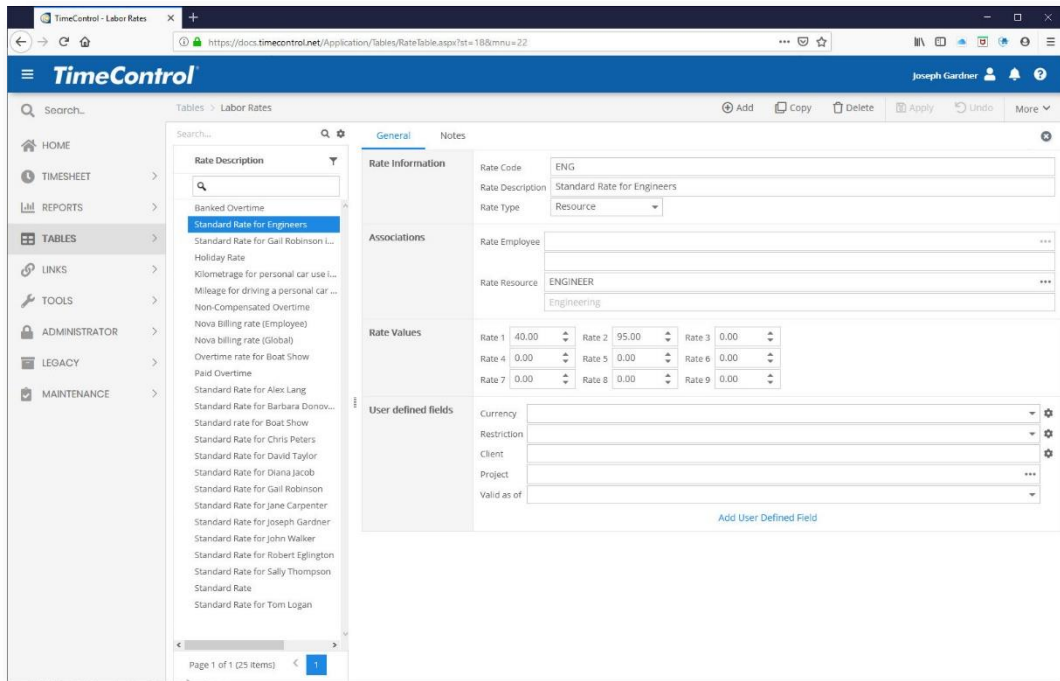 TimeControl - Labor Rates
https://docs.timecontrol.net/Application/Tables/RateTable.aspx?st=18&mnu=22
TimeControl
Joseph Gardner
Search...
Tables > Labor Rates
Add
Copy
Delete
Apply
Undo
More
HOME
TIMESHEET
REPORTS
TABLES
LINKS
TOOLS
ADMINISTRATOR
LEGACY
MAINTENANCE
Search...
Rate Description
Banked Overtime
Standard Rate for Engineers
Standard Rate for Gail Robinson i...
Holiday Rate
Kilometrage for personal car use i...
Mileage for driving a personal car ...
Non-Compensated Overtime
Nova Billing rate (Employee)
Nova billing rate (Global)
Overtime rate for Boat Show
Paid Overtime
Standard Rate for Alex Lang
Standard Rate for Barbara Donov...
Standard rate for Boat Show
Standard Rate for Chris Peters
Standard Rate for David Taylor
Standard Rate for Diana Jacob
Standard Rate for Gail Robinson
Standard Rate for Jane Carpenter
Standard Rate for Joseph Gardner
Standard Rate for John Walker
Standard Rate for Robert Eglington
Standard Rate for Sally Thompson
Standard Rate
Standard Rate for Tom Logan
Page 1 of 1 (25 items) 1
General Notes
Rate Information
Rate Code ENG
Rate Description Standard Rate for Engineers
Rate Type Resource
Associations
Rate Employee
Rate Resource ENGINEER
Engineering
Rate Values
Rate 1 40.00 Rate 2 95.00 Rate 3 0.00
Rate 4 0.00 Rate 5 0.00 Rate 6 0.00
Rate 7 0.00 Rate 8 0.00 Rate 9 0.00
User defined fields
Currency
Restriction
Client
Project
Valid as of
Add User Defined Field